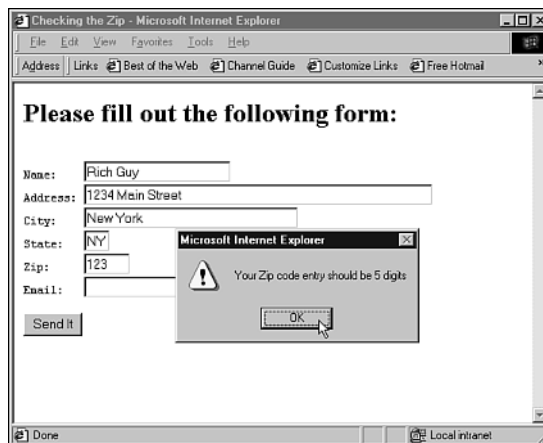 Checking the Zip - Microsoft Internet Explorer
File Edit View Favorites Tools Help
Address Links Best of the Web Channel Guide Customize Links Free Hotmail
Please fill out the following form:
Name: Rich Guy
Address: 1234 Main Street
City: New York
State: NY
Zip: 123
Email:
Send It
Microsoft Internet Explorer
Your Zip code entry should be 5 digits
OK
Done Local intranet